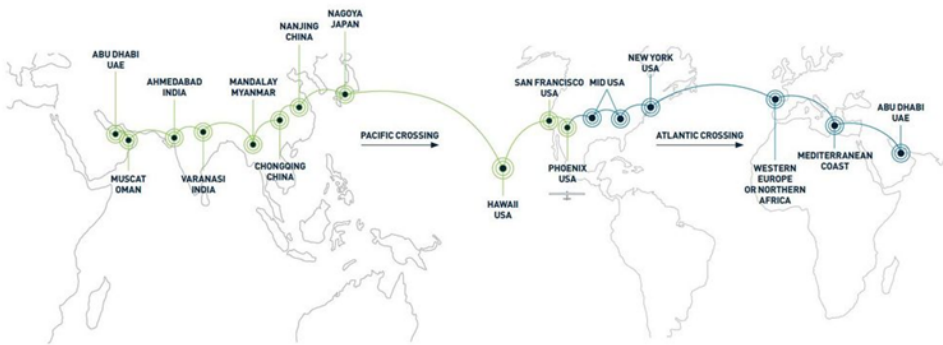 ABU DHABI
UAE
MUSCAT
OMAN
AHMEDABAD
INDIA
VARANASI
INDIA
MANDALAY
MYANMAR
CHONGQING
CHINA
NANJING
CHINA
NAGOYA
JAPAN
PACIFIC CROSSING
HAWAII
USA
SAN FRANCISCO
USA
PHOENIX
USA
MID USA
NEW YORK
USA
ATLANTIC CROSSING
WESTERN
EUROPE
OR NORTHERN
AFRICA
MEDITERRANEAN
COAST
ABU DHABI
UAE